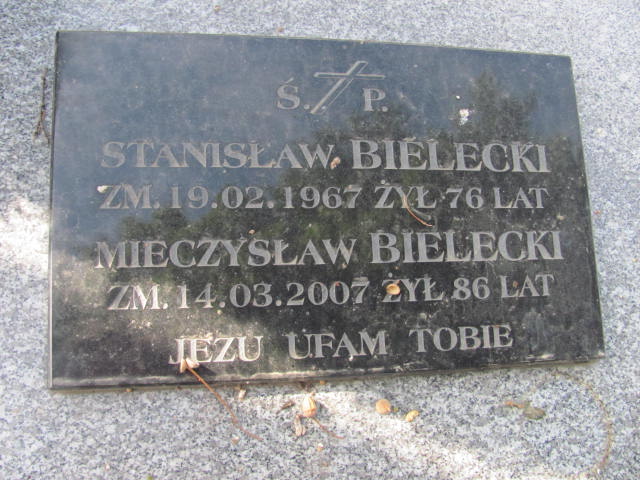 Ś. P.
STANISŁAW BIELECKI
ZM. 19.02.1967 ŻYŁ 76 LAT
MIECZYSŁAW BIELECKI
ZM. 14.03.2007 ŻYŁ 86 LAT
JEZU UFAM TOBIE